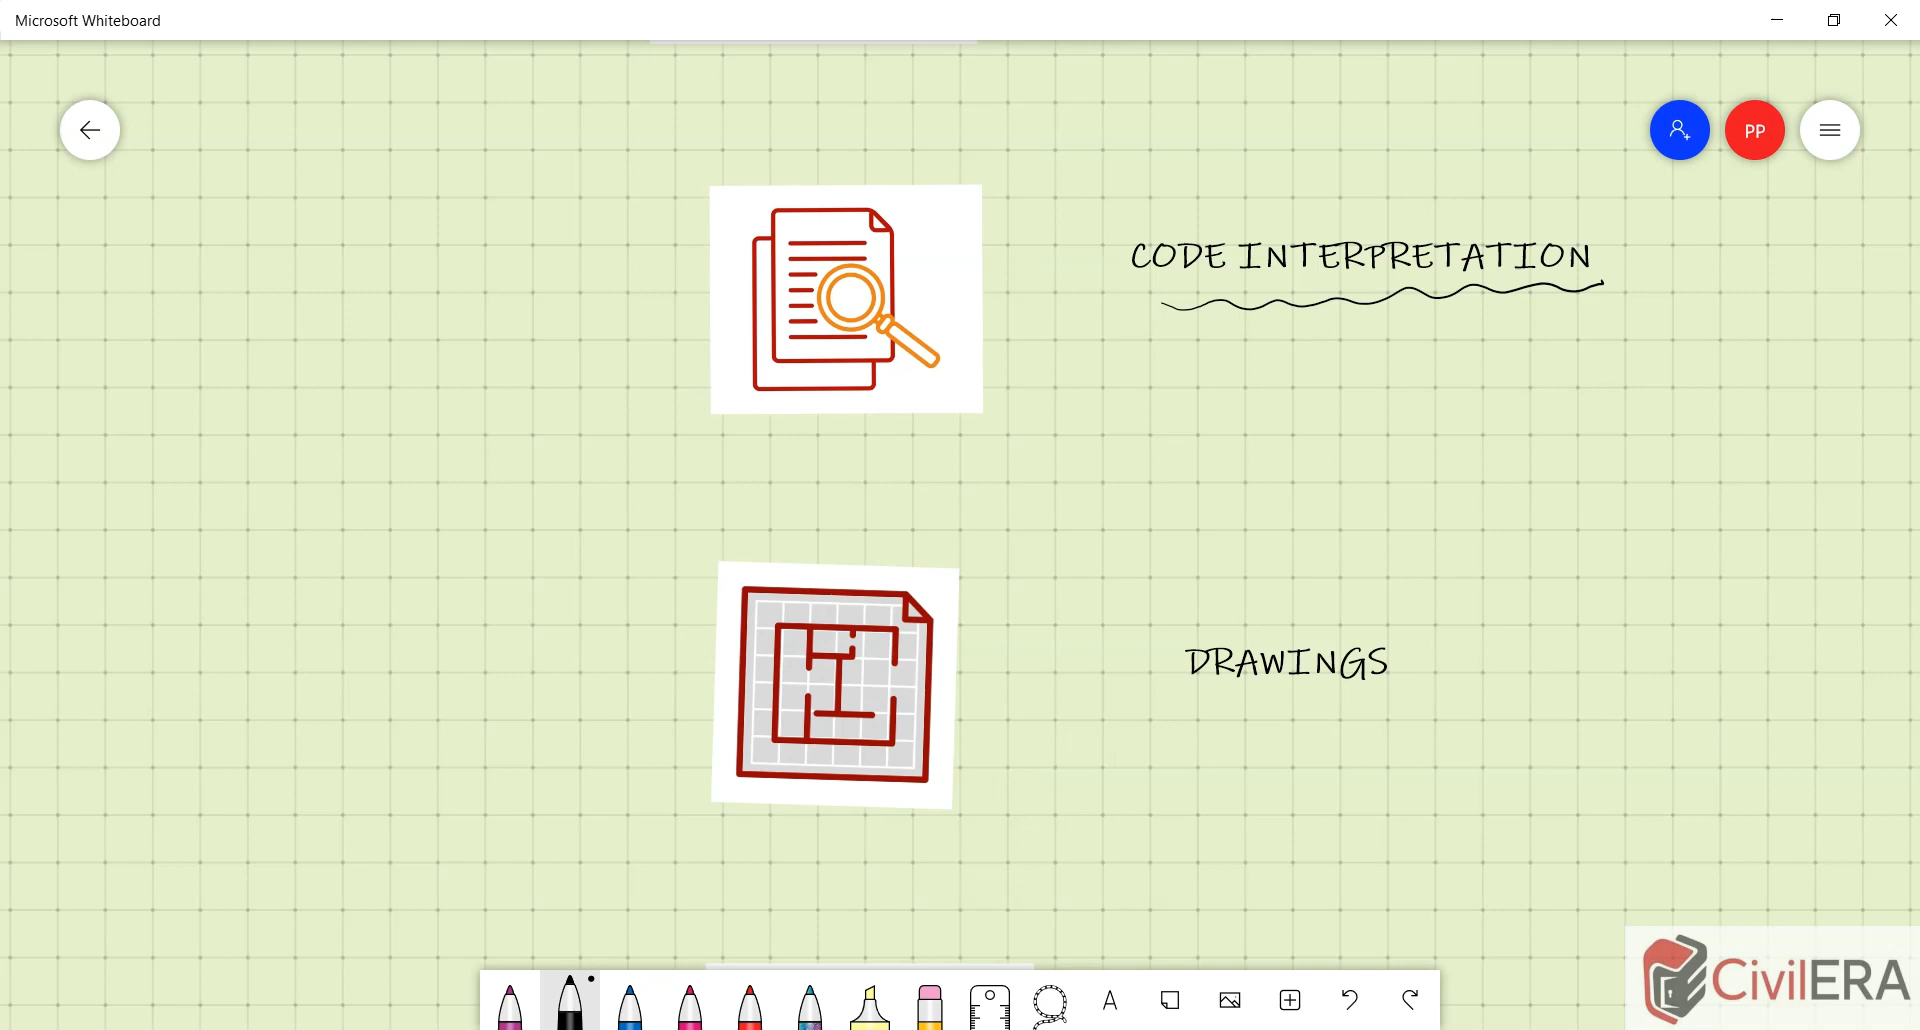 Microsoft Whiteboard
PP
CODE INTERPRETATION
DRAWINGS
A
CivilERA